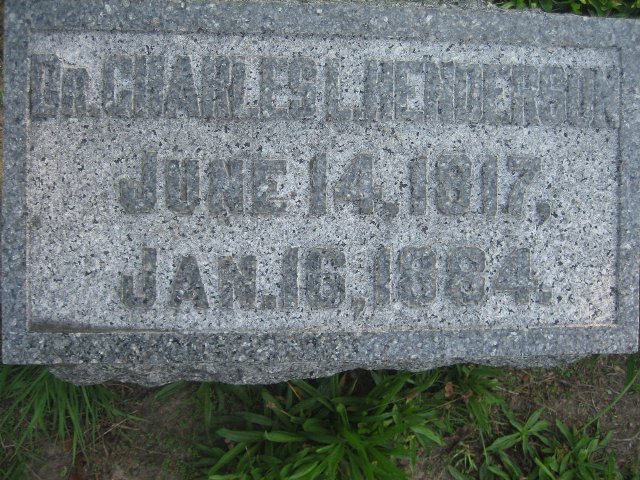 DR. CHARLES L. HENDERSON.
JUNE 14, 1817,
JAN. 16, 1884.